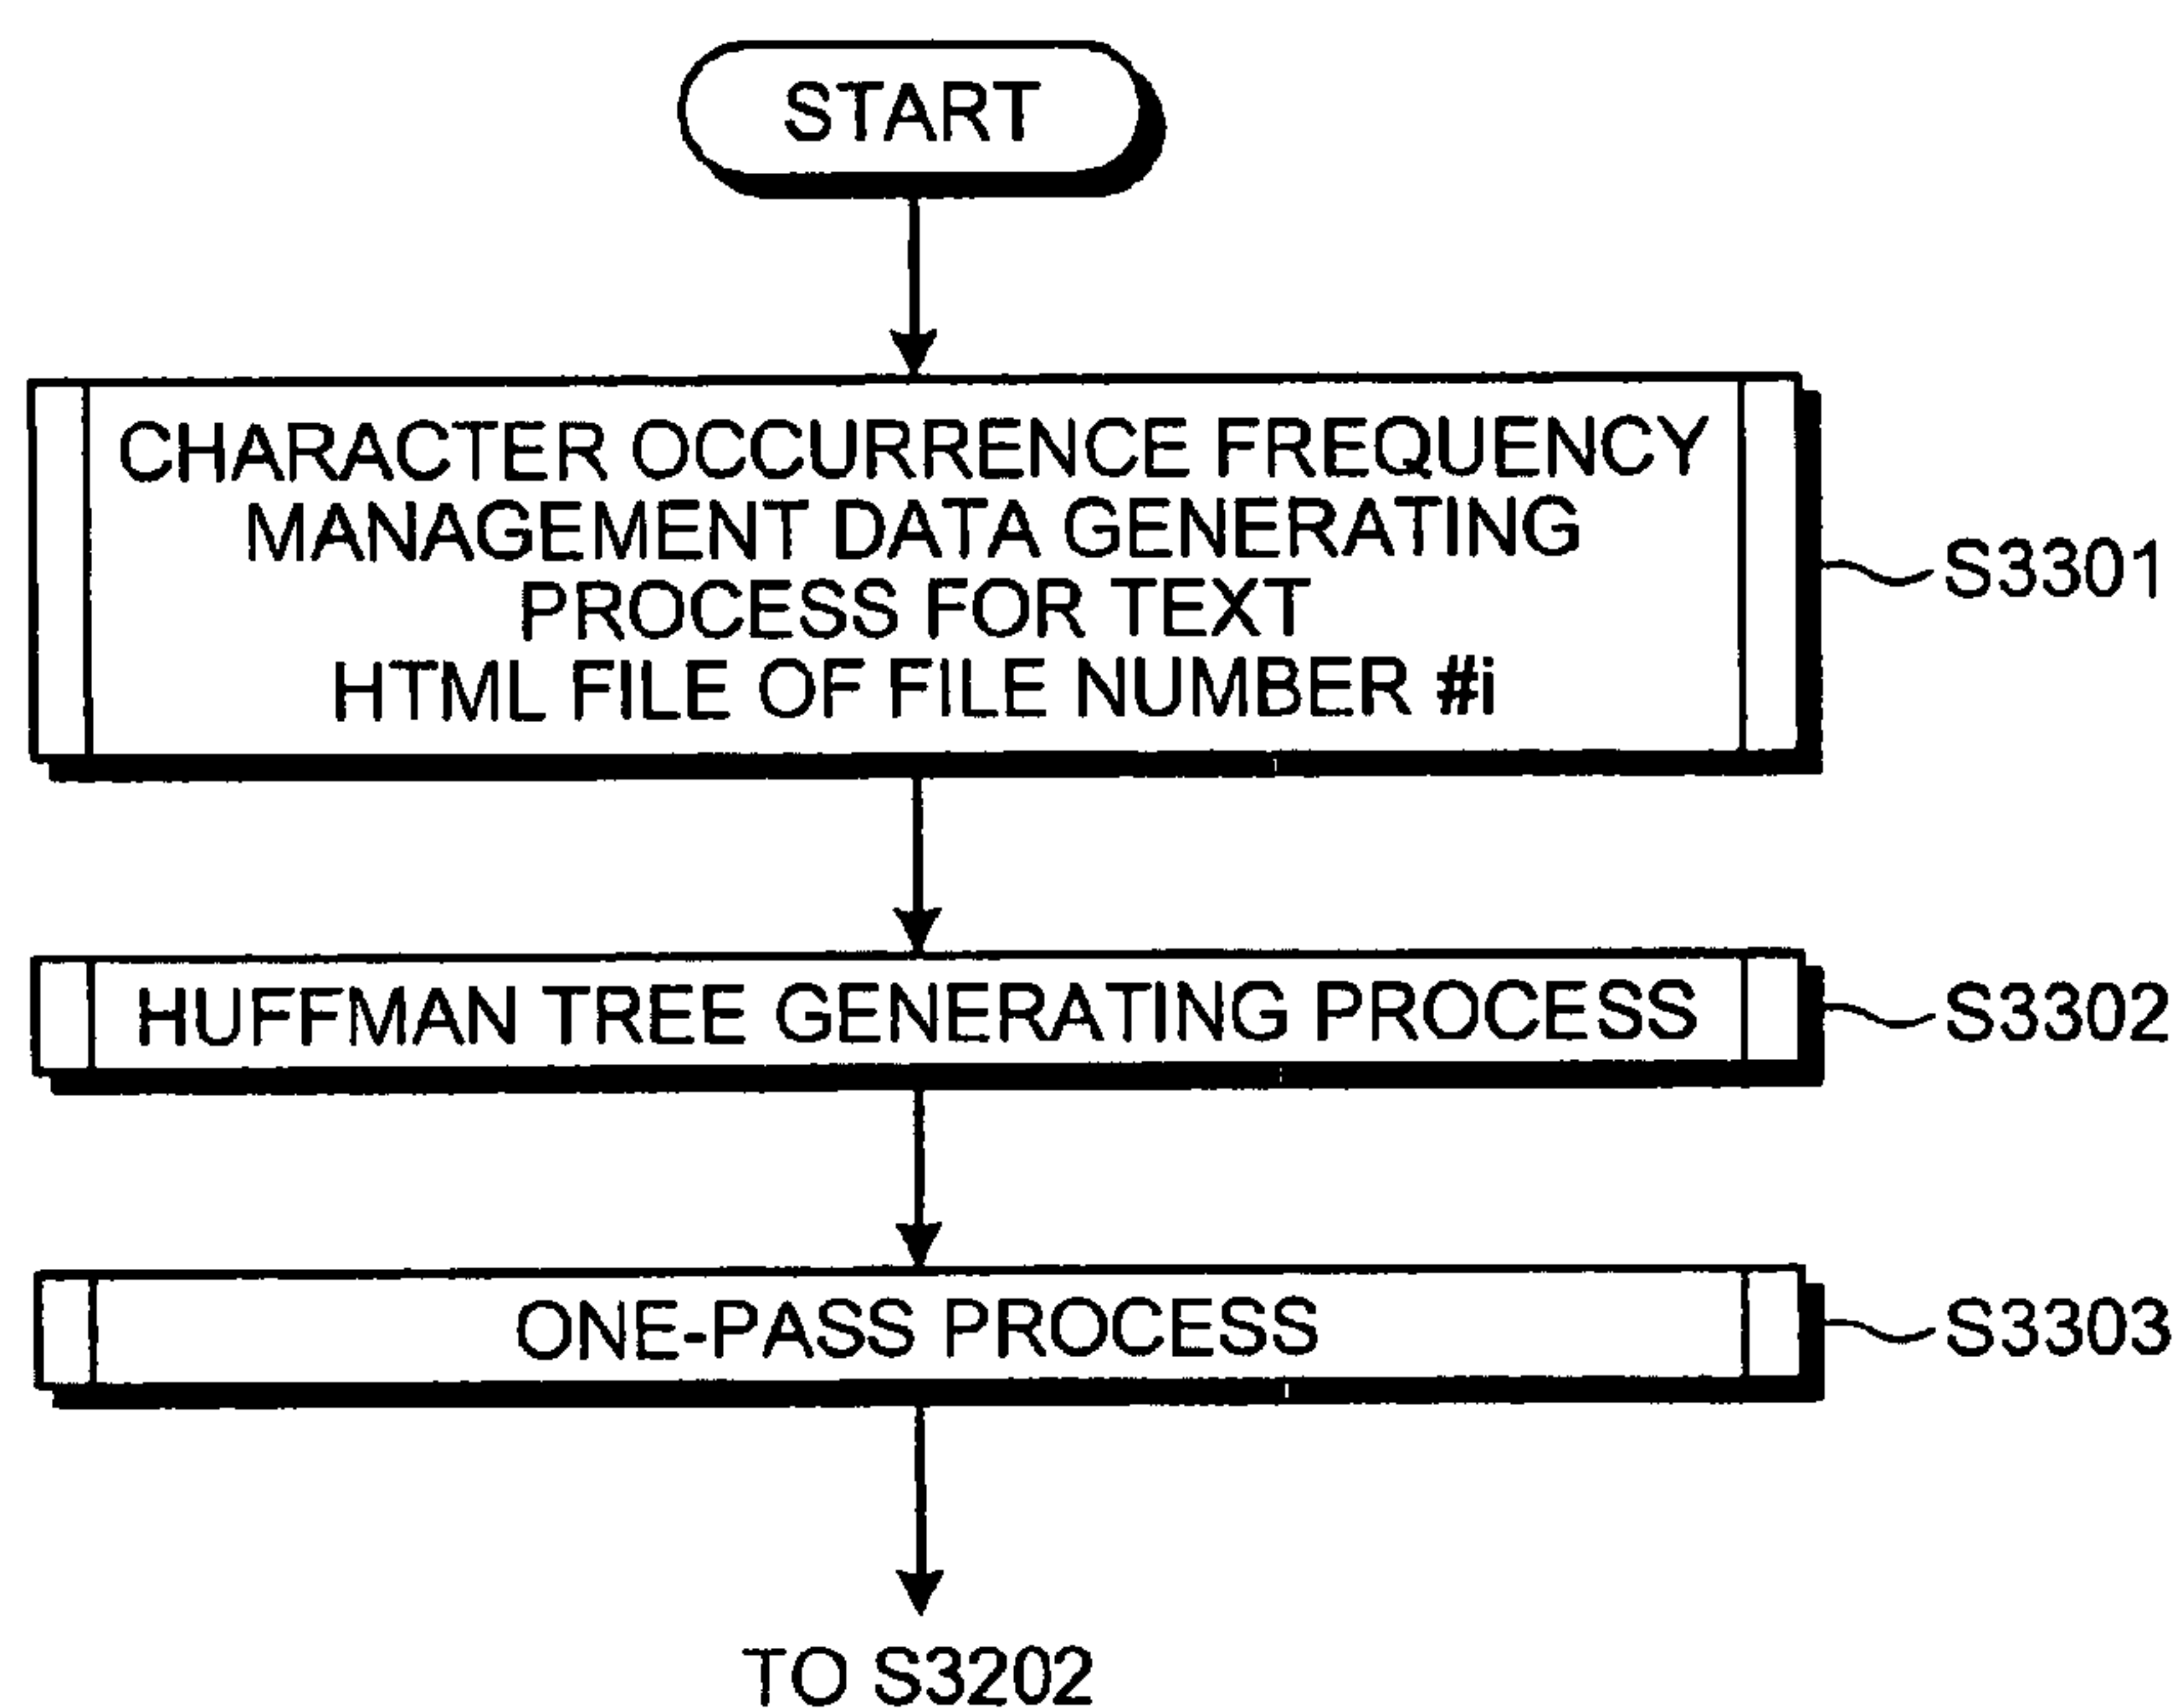 START
CHARACTER OCCURRENCE FREQUENCY
MANAGEMENT DATA GENERATING
PROCESS FOR TEXT
HTML FILE OF FILE NUMBER #i
S3301
HUFFMAN TREE GENERATING PROCESS
S3302
ONE-PASS PROCESS
S3303
TO S3202